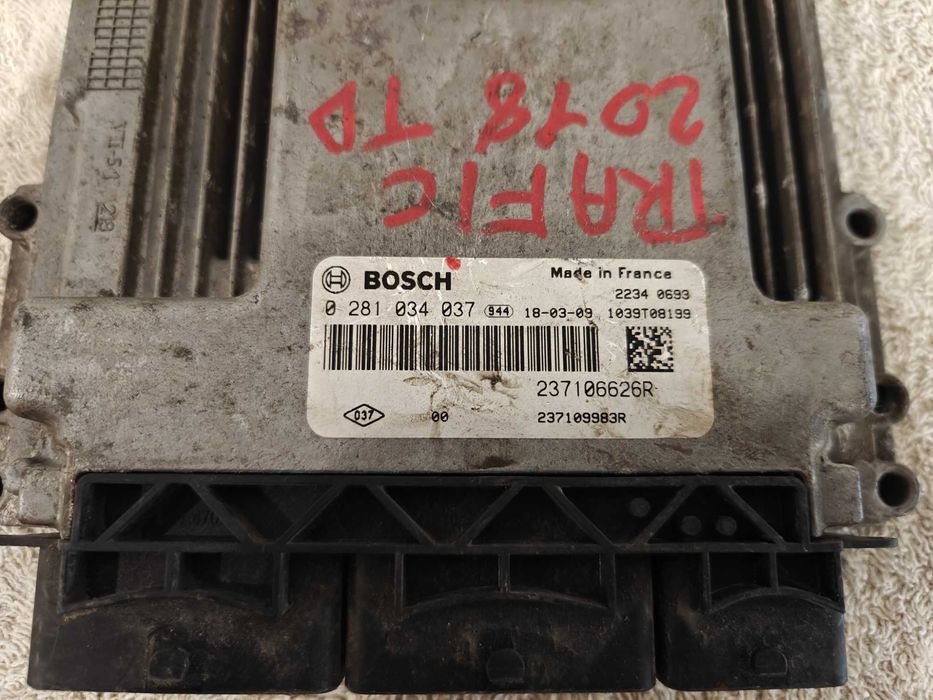 TRAFIC
2018 TD
BOSCH
Made in France
2234 0693
0 281 034 037 944 18-03-09 1039T08199
237106626R
037 00 237109983R